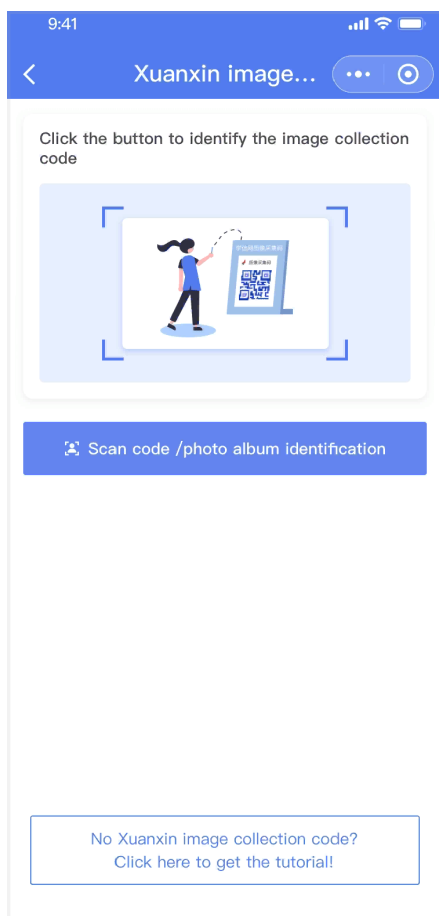 9:41
Xuanxin image...
Click the button to identify the image collection
code
Scan code /photo album identification
No Xuanxin image collection code?
Click here to get the tutorial!